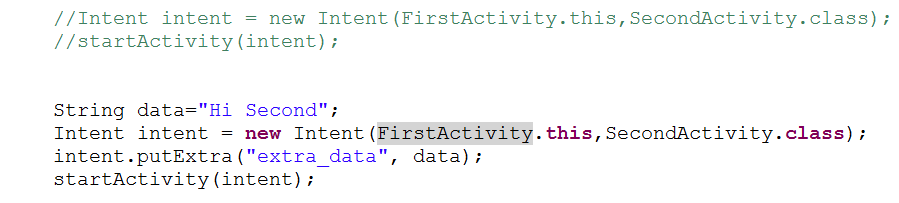 //Intent intent = new Intent(FirstActivity.this,SecondActivity.class);
//startActivity(intent);
String data="Hi Second";
Intent intent = new Intent(FirstActivity.this,SecondActivity.class);
intent.putExtra("extra_data", data);
startActivity(intent);